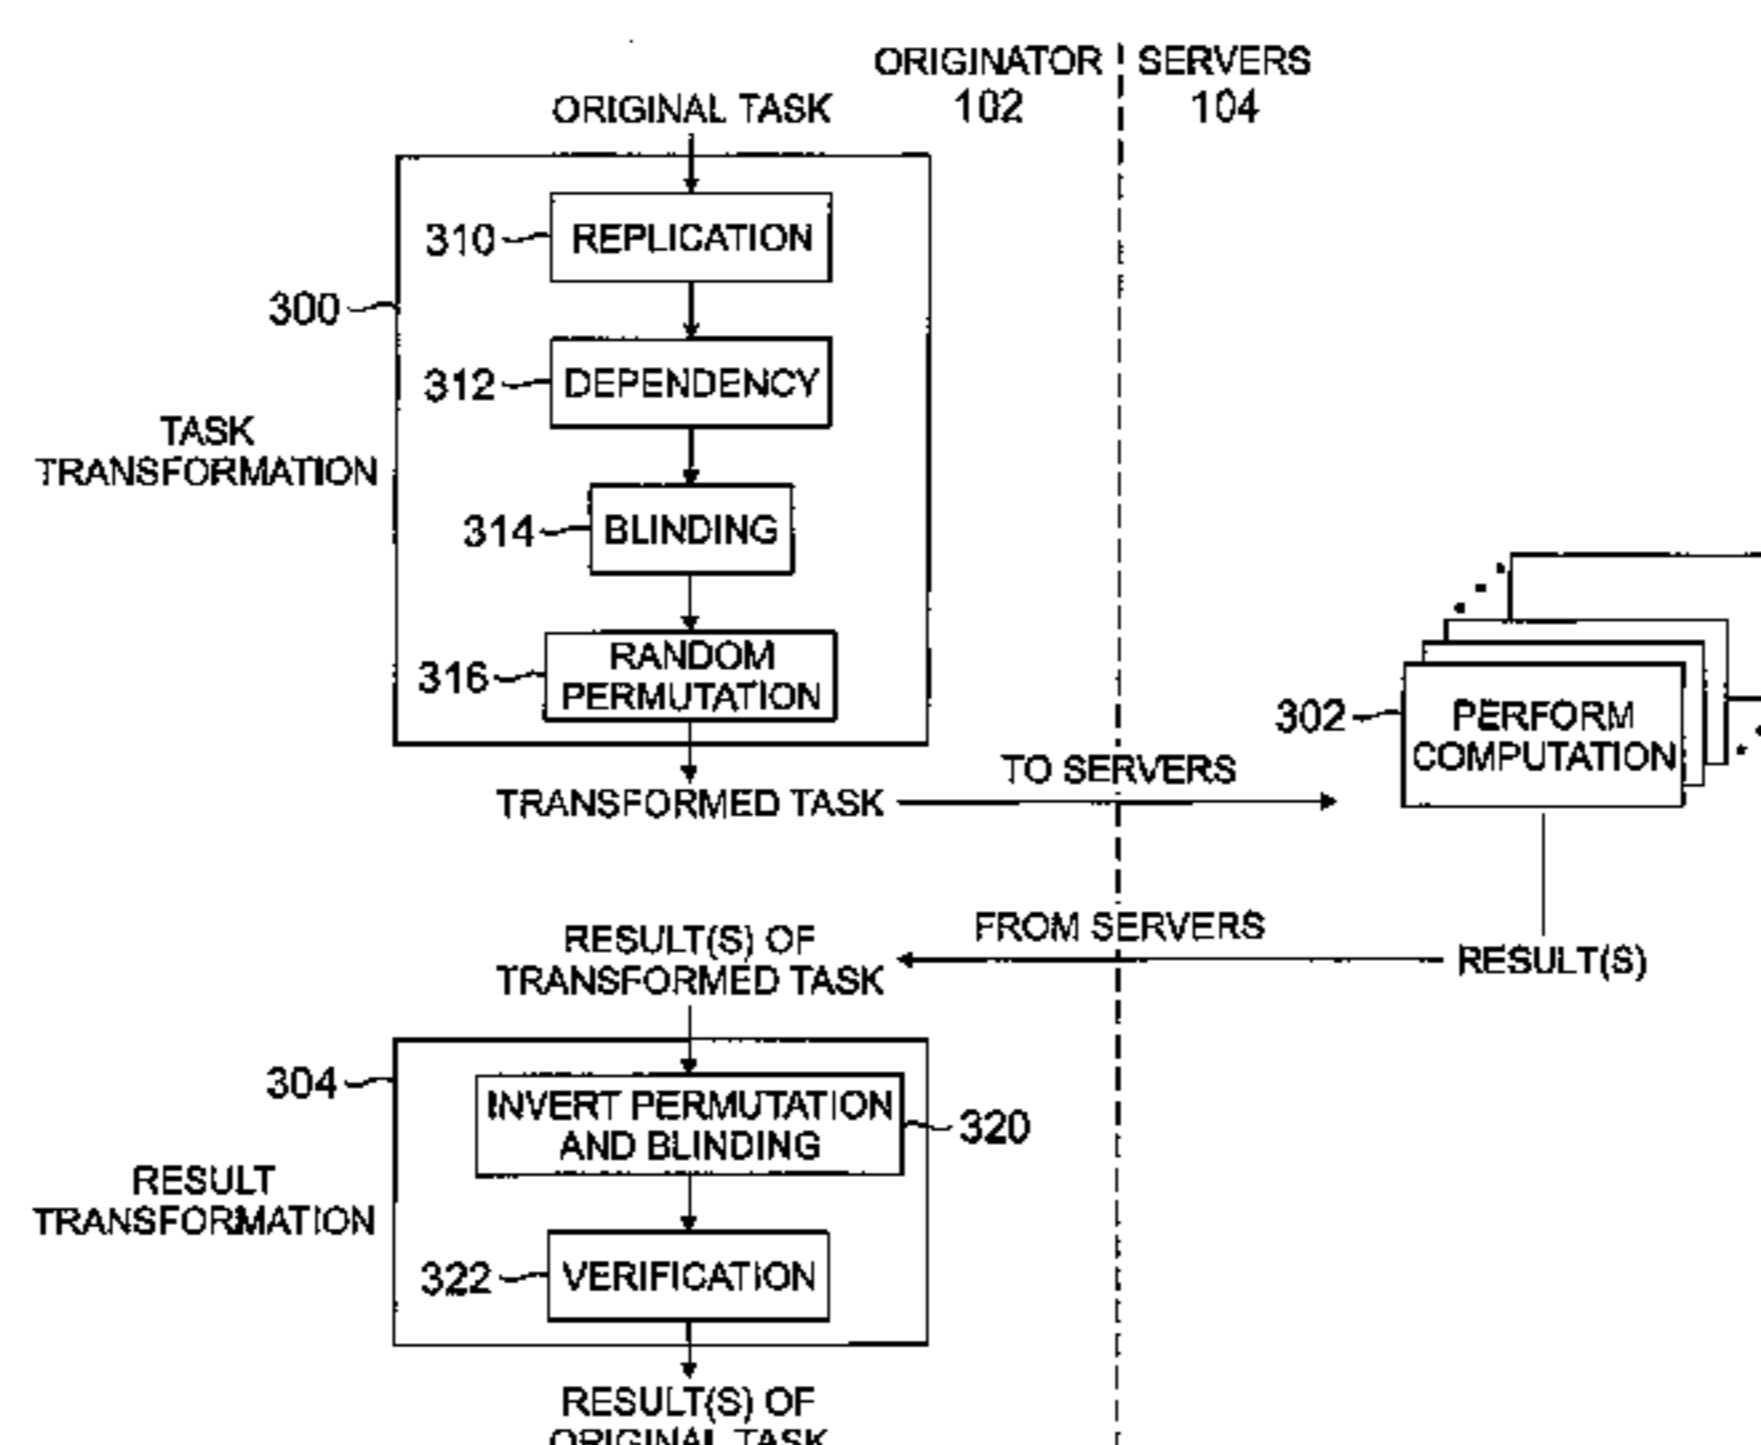 ORIGINATOR SERVERS
102 104
ORIGINAL TASK
310 REPLICATION
300
312 DEPENDENCY
TASK
TRANSFORMATION
314 BLINDING
316 RANDOM
PERMUTATION
302 PERFORM
COMPUTATION
TO SERVERS
TRANSFORMED TASK
FROM SERVERS
RESULT(S) OF
TRANSFORMED TASK
RESULT(S)
304
INVERT PERMUTATION
AND BLINDING
320
RESULT
TRANSFORMATION
322 VERIFICATION
RESULT(S) OF
ORIGINAL TASK